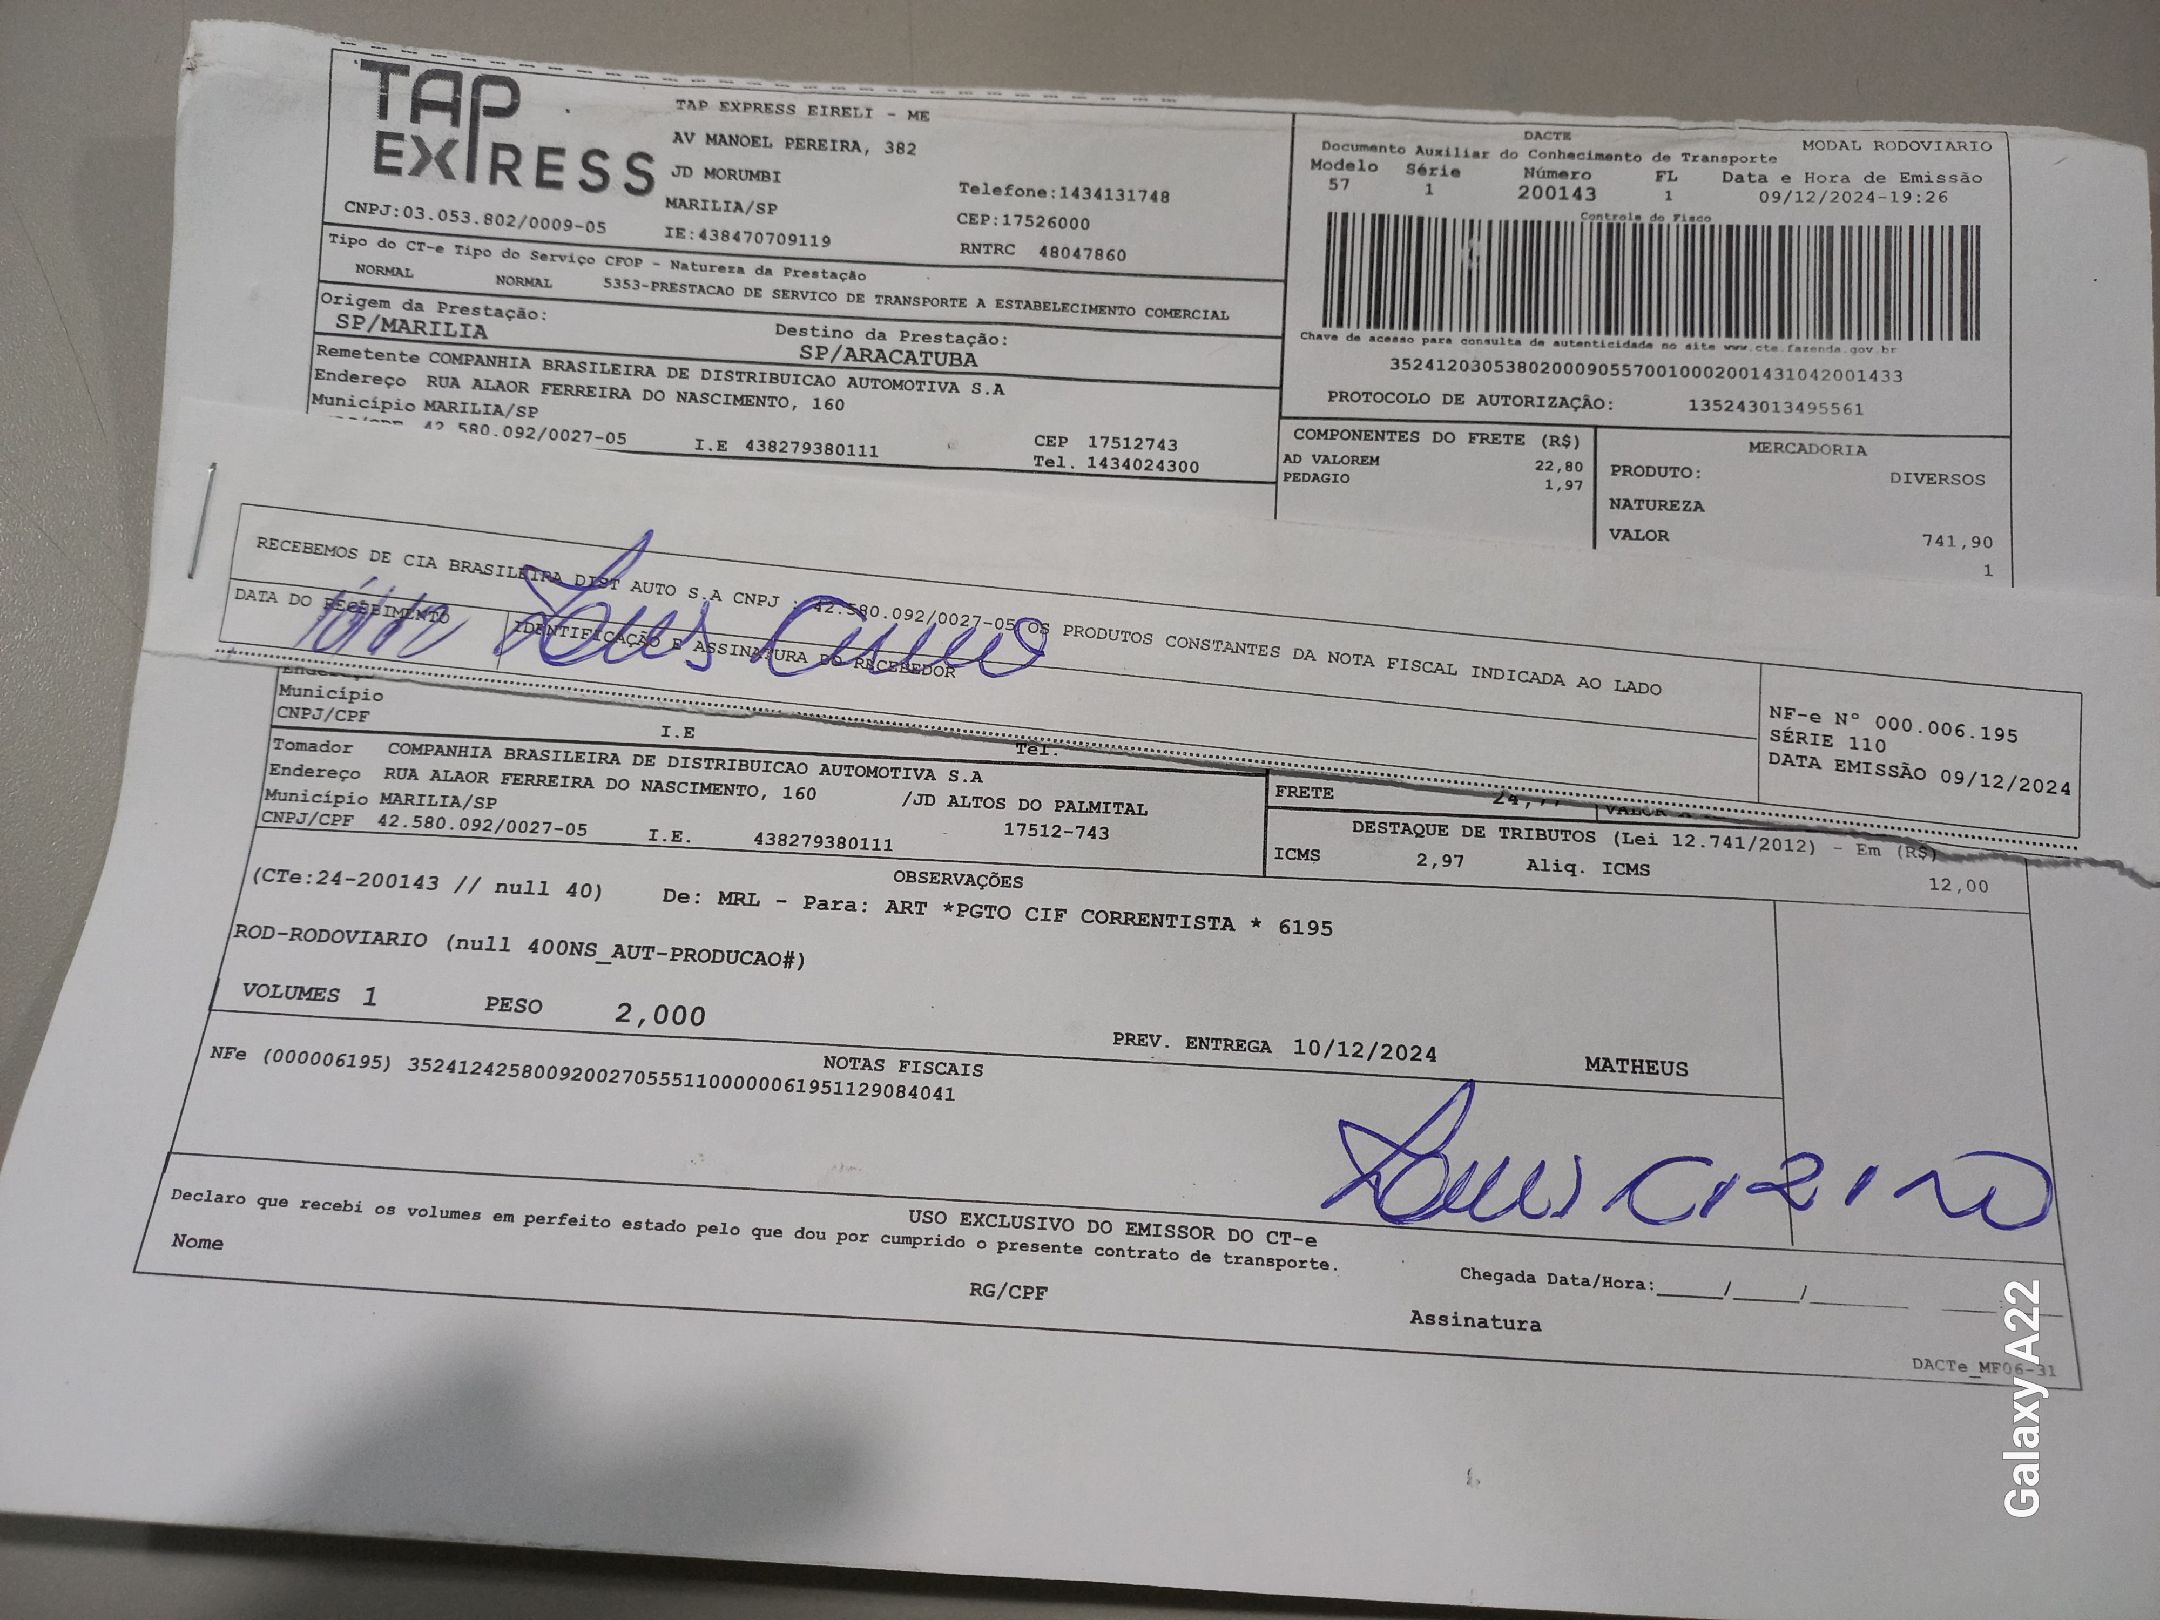 TAP
EXPRESS
TAP EXPRESS EIRELI - ME
AV MANOEL PEREIRA, 382
JD MORUMBI
MARILIA/SP
IE:438470709119
Telefone:1434131748
CEP:17526000
RNTRC 48047860
CNPJ:03.053.802/0009-05
Tipo do CT-e Tipo do Serviço CFOP - Natureza da Prestação
NORMAL NORMAL 5353-PRESTACAO DE SERVICO DE TRANSPORTE A ESTABELECIMENTO COMERCIAL
Origem da Prestação:
SP/MARILIA
Destino da Prestação:
SP/ARACATUBA
Remetente COMPANHIA BRASILEIRA DE DISTRIBUICAO AUTOMOTIVA S.A
Endereço RUA ALAOR FERREIRA DO NASCIMENTO, 160
Município MARILIA/SP
42.580.092/0027-05 I.E 438279380111
CEP 17512743
Tel. 1434024300
DACTE
Documento Auxiliar do Conhecimento de Transporte
MODAL RODOVIARIO
Modelo Série Número FL Data e Hora de Emissão
57 1 200143 1 09/12/2024-19:26
Controle do Fisco
Chave de acesso para consulta de autenticidade no site www.cte.fazenda.gov.br
35241203053802000905570010002001431042001433
PROTOCOLO DE AUTORIZAÇÃO: 135243013495561
COMPONENTES DO FRETE (R$)
AD VALOREM 22,80
PEDAGIO 1,97
MERCADORIA
PRODUTO: DIVERSOS
NATUREZA
VALOR 741,90
1
RECEBEMOS DE CIA BRASILEIRA DIST AUTO S.A CNPJ : 42.580.092/0027-05 OS PRODUTOS CONSTANTES DA NOTA FISCAL INDICADA AO LADO
DATA DO RECEBIMENTO
IDENTIFICAÇÃO E ASSINATURA DO RECEBEDOR
10/12
NF-e Nº 000.006.195
SÉRIE 110
DATA EMISSÃO 09/12/2024
Endereço
Município
CNPJ/CPF
I.E
Tel.
Tomador COMPANHIA BRASILEIRA DE DISTRIBUICAO AUTOMOTIVA S.A
Endereço RUA ALAOR FERREIRA DO NASCIMENTO, 160 /JD ALTOS DO PALMITAL
Município MARILIA/SP 17512-743
CNPJ/CPF 42.580.092/0027-05 I.E. 438279380111
FRETE
DESTAQUE DE TRIBUTOS (Lei 12.741/2012) - Em (R$)
ICMS 2,97 Aliq. ICMS 12,00
OBSERVAÇÕES
(CTe:24-200143 // null 40) De: MRL - Para: ART *PGTO CIF CORRENTISTA * 6195
ROD-RODOVIARIO (null 400NS_AUT-PRODUCAO#)
VOLUMES 1 PESO 2,000
PREV. ENTREGA 10/12/2024 MATHEUS
NOTAS FISCAIS
NFe (000006195) 35241242580092002705551100000061951129084041
CIRINO
USO EXCLUSIVO DO EMISSOR DO CT-e
Declaro que recebi os volumes em perfeito estado pelo que dou por cumprido o presente contrato de transporte.
Nome
RG/CPF
Chegada Data/Hora:_____/_____/_______
Assinatura
DACTe_MF06-31
Galaxy A22